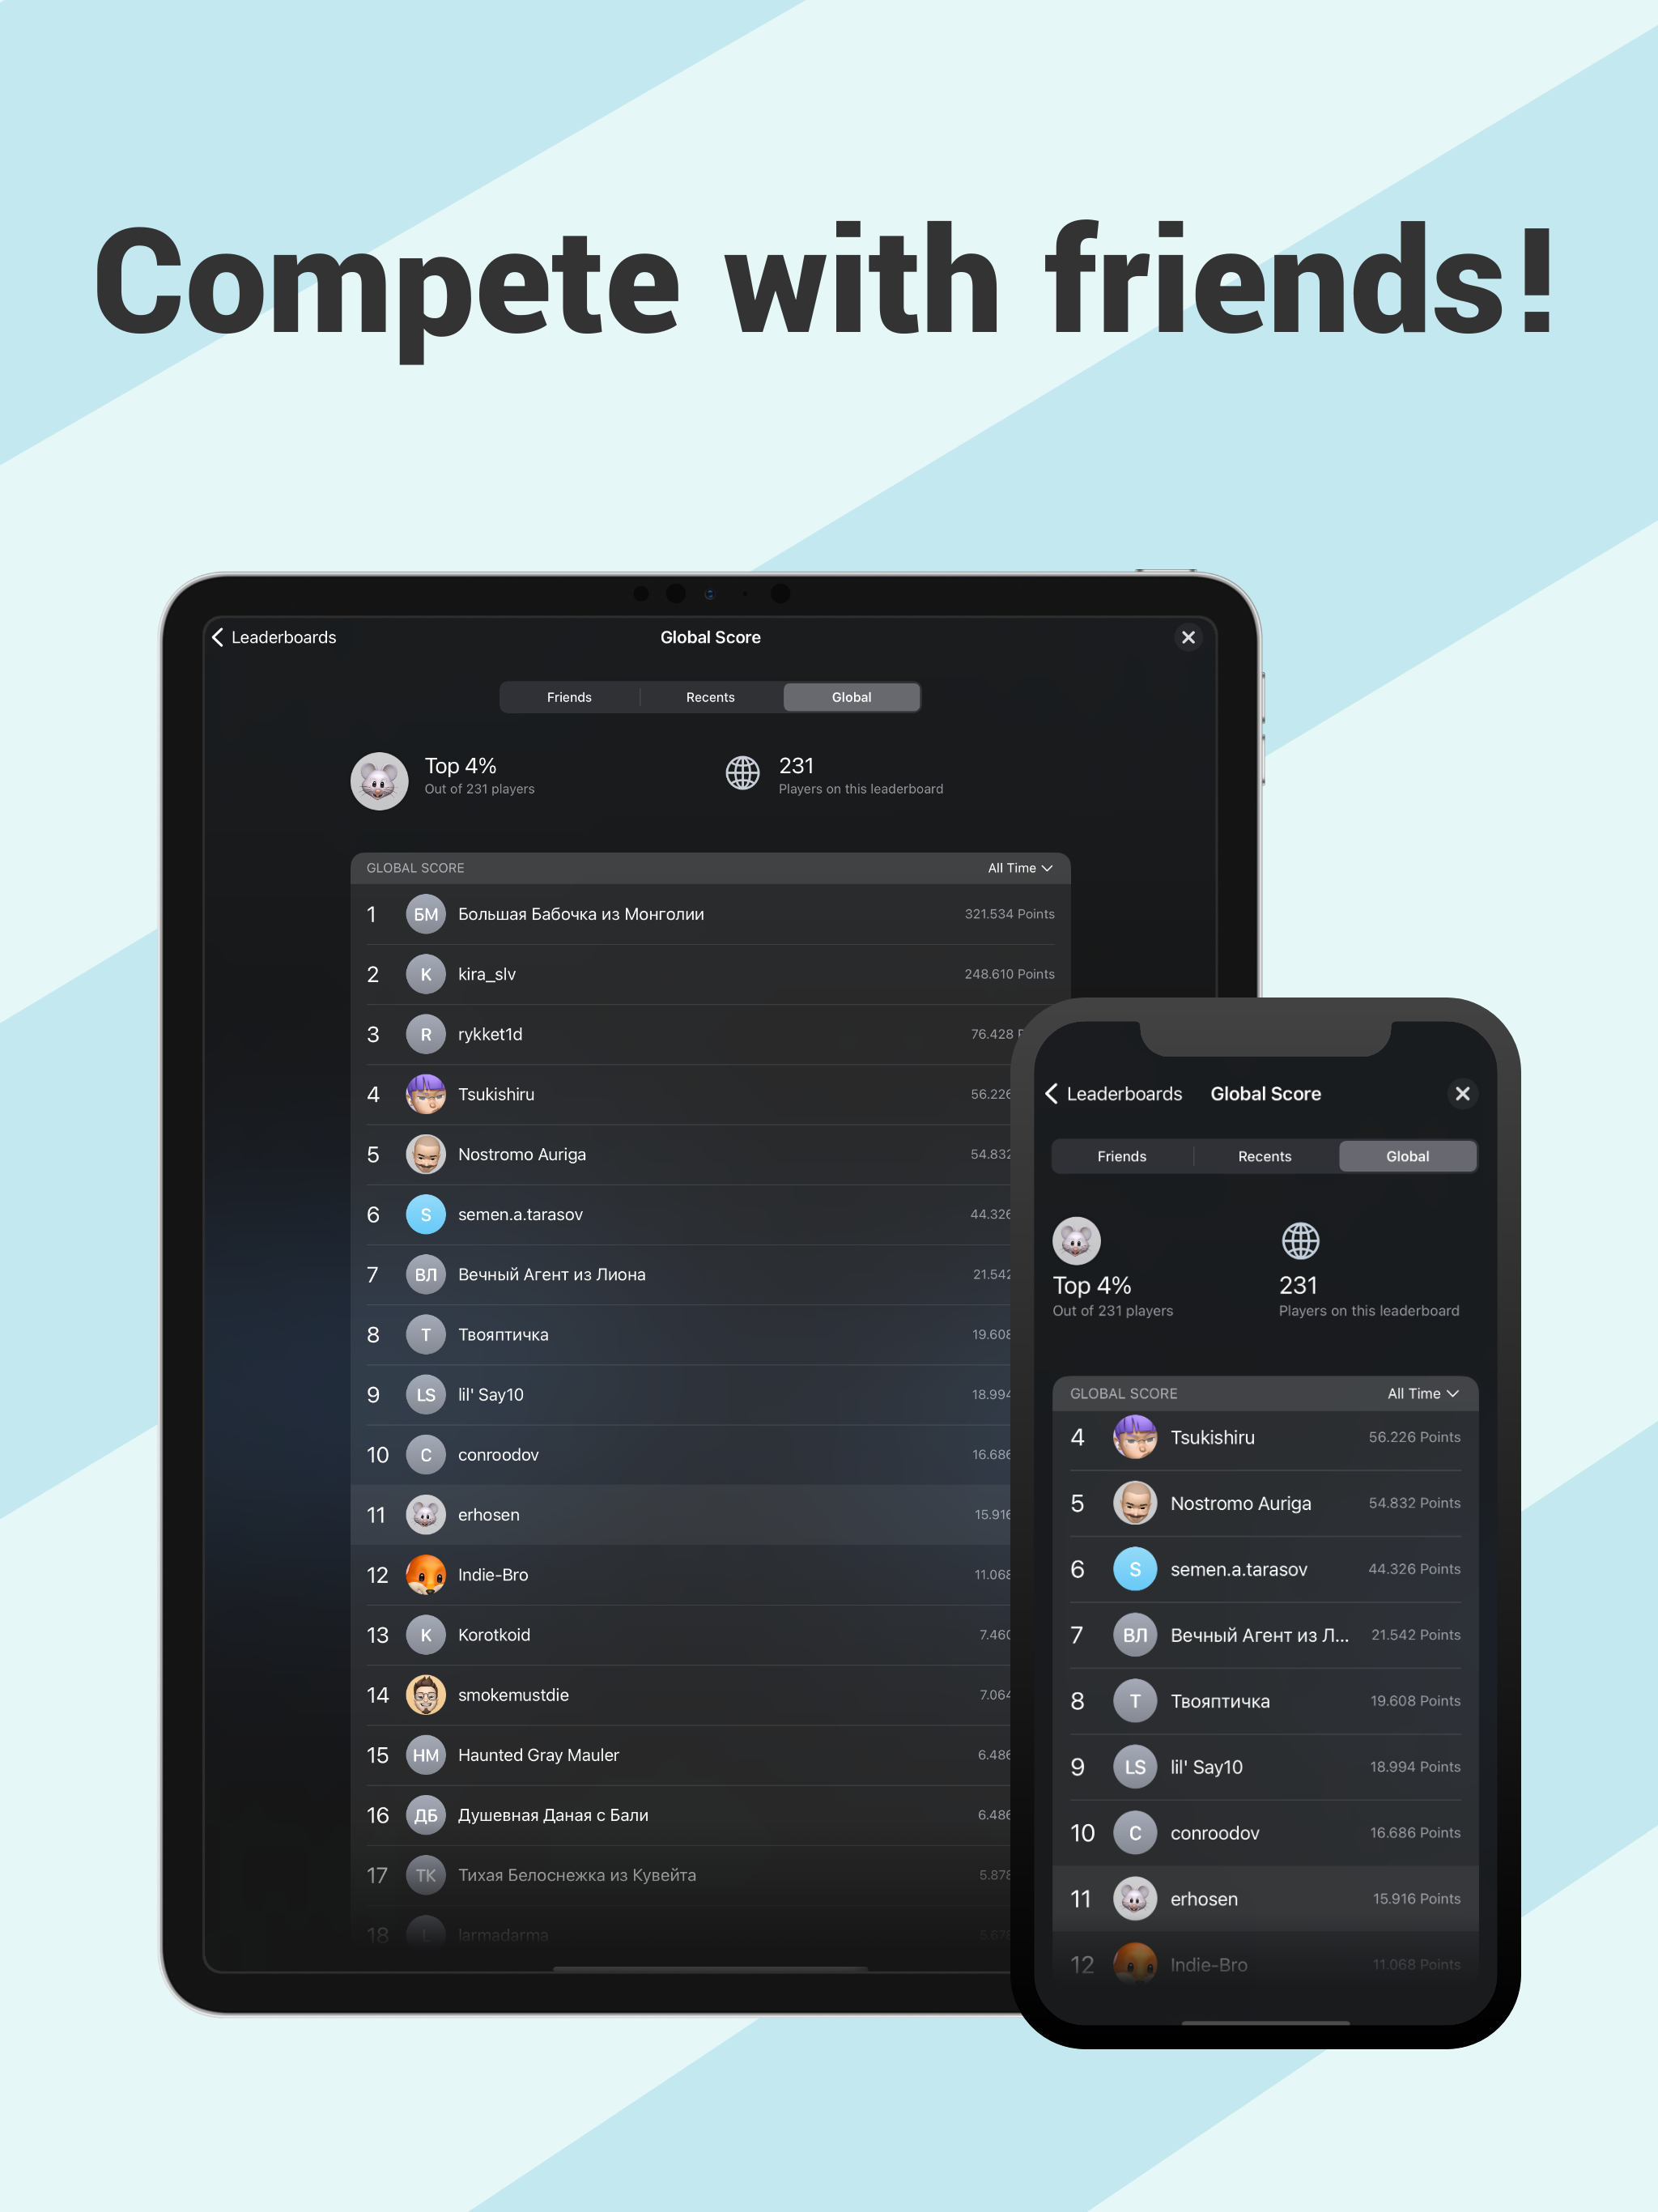 Compete with friends!
Leaderboards Global Score
Friends Recents Global
Top 4% 231
Out of 231 players Players on this leaderboard
GLOBAL SCORE All Time
1 БМ Большая Бабочка из Монголии 321.534 Points
2 K kira_slv 248.610 Points
3 R rykket1d 76.428
4 Tsukishiru 56.226
5 Nostromo Auriga 54.832
6 S semen.a.tarasov 44.326
7 ВЛ Вечный Агент из Лиона 21.542
8 Т Твояптичка 19.608
9 LS lil' Say10 18.994
10 C conroodov 16.686
11 erhosen 15.916
12 Indie-Bro 11.068
13 K Korotkoid 7.460
14 smokemustdie 7.064
15 HM Haunted Gray Mauler 6.486
16 ДБ Душевная Даная с Бали 6.486
17 ТК Тихая Белоснежка из Кувейта 5.878
18 L larmadarma
Leaderboards Global Score
Friends Recents Global
Top 4% 231
Out of 231 players Players on this leaderboard
GLOBAL SCORE All Time
4 Tsukishiru 56.226 Points
5 Nostromo Auriga 54.832 Points
6 S semen.a.tarasov 44.326 Points
7 ВЛ Вечный Агент из Л... 21.542 Points
8 Т Твояптичка 19.608 Points
9 LS lil' Say10 18.994 Points
10 C conroodov 16.686 Points
11 erhosen 15.916 Points
12 Indie-Bro 11.068 Points